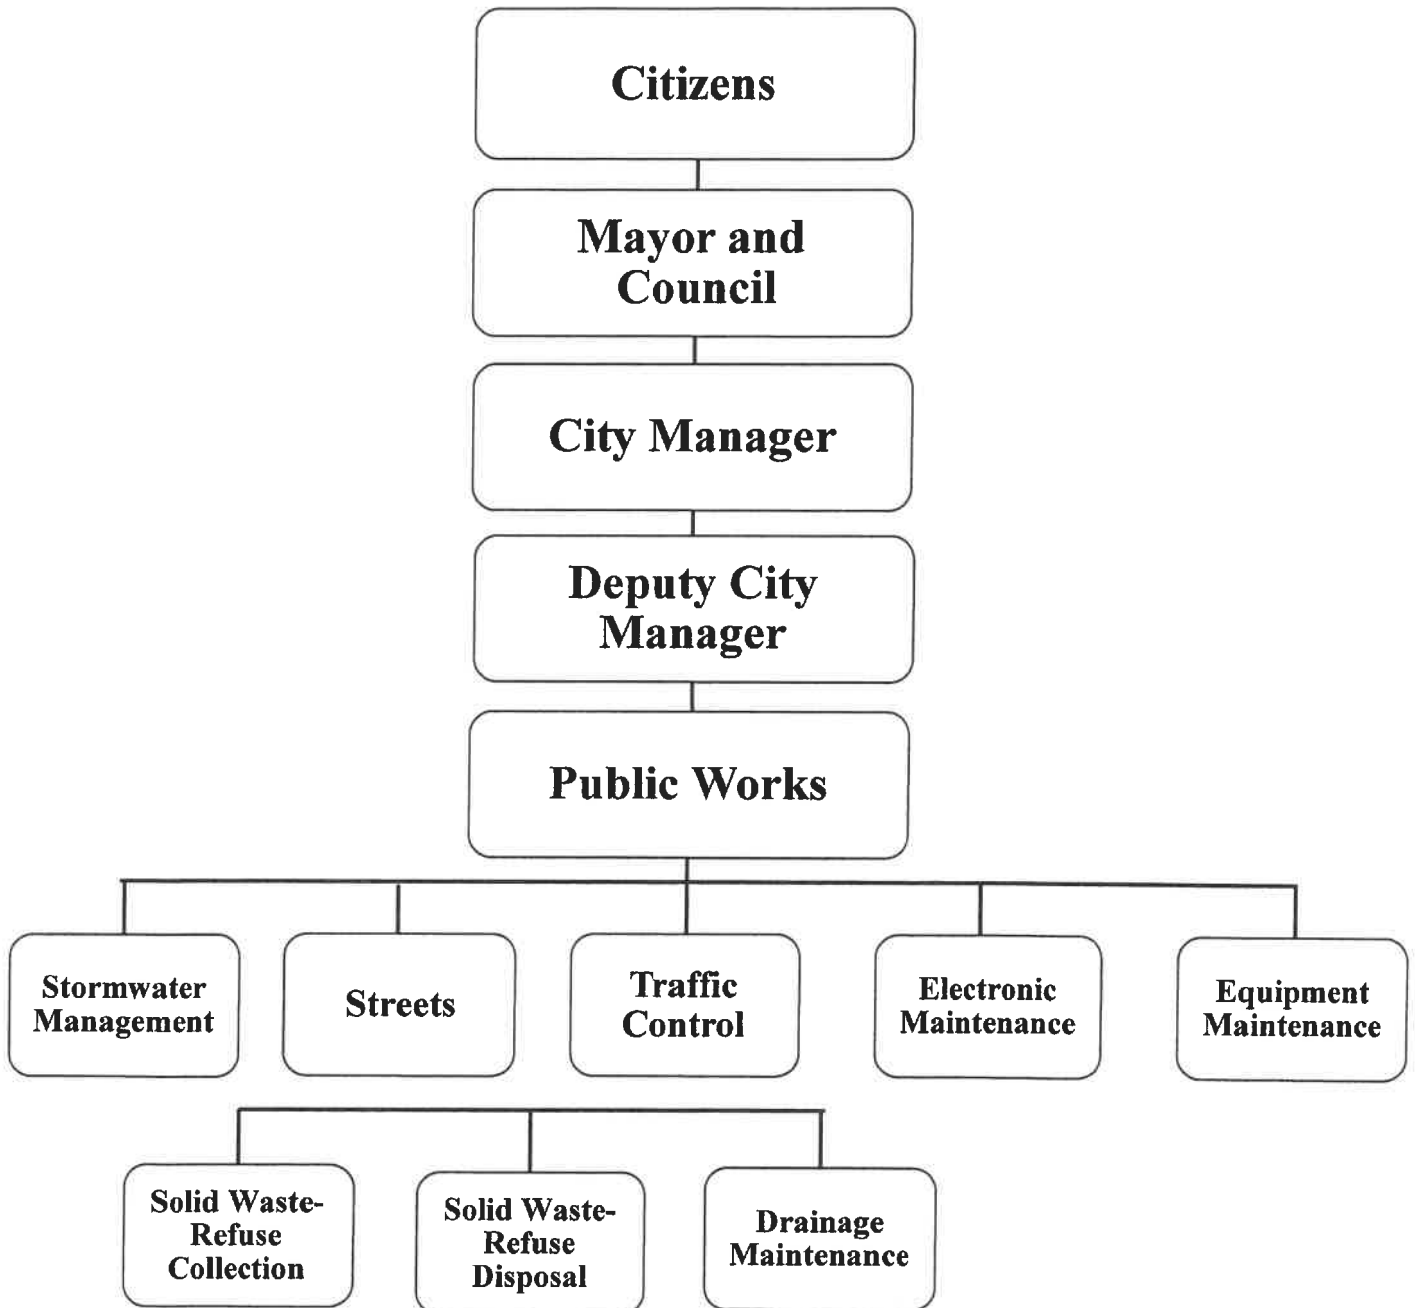 Citizens
Mayor and
Council
City Manager
Deputy City
Manager
Public Works
Stormwater
Management
Streets
Traffic
Control
Electronic
Maintenance
Equipment
Maintenance
Solid Waste-
Refuse
Collection
Solid Waste-
Refuse
Disposal
Drainage
Maintenance